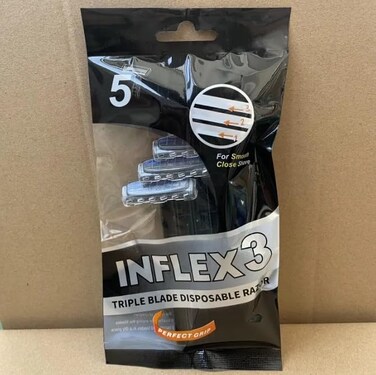 5
3
2
1
For Smooth
Close Shave
INFLEX3
TRIPLE BLADE DISPOSABLE RAZOR
PERFECT GRIP